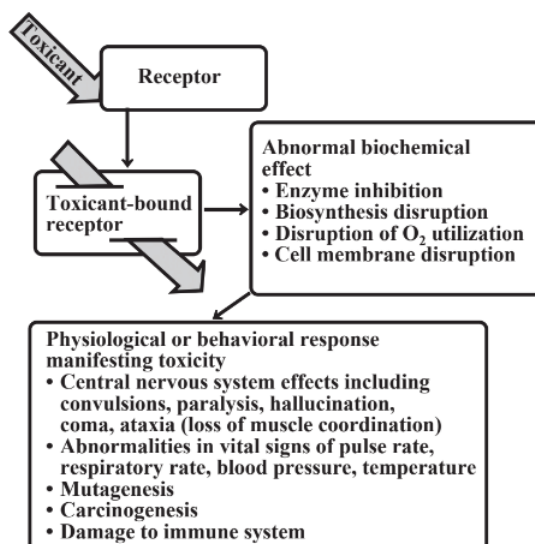 Toxicant
Receptor
Toxicant-bound
receptor
Abnormal biochemical
effect
• Enzyme inhibition
• Biosynthesis disruption
• Disruption of O₂ utilization
• Cell membrane disruption
Physiological or behavioral response
manifesting toxicity
• Central nervous system effects including
convulsions, paralysis, hallucination,
coma, ataxia (loss of muscle coordination)
• Abnormalities in vital signs of pulse rate,
respiratory rate, blood pressure, temperature
• Mutagenesis
• Carcinogenesis
• Damage to immune system